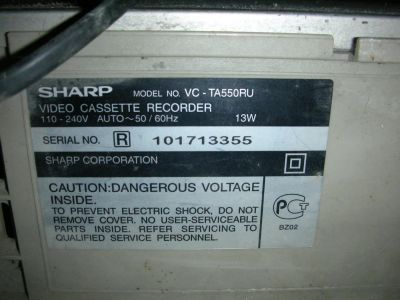 SHARP MODEL NO. VC - TA550RU
VIDEO CASSETTE RECORDER
110 - 240V AUTO～50 / 60Hz 13W
SERIAL NO. R 101713355
SHARP CORPORATION
CAUTION:DANGEROUS VOLTAGE
INSIDE.
TO PREVENT ELECTRIC SHOCK, DO NOT
REMOVE COVER. NO USER-SERVICEABLE
PARTS INSIDE. REFER SERVICING TO
QUALIFIED SERVICE PERSONNEL.
РСТ
BZ02